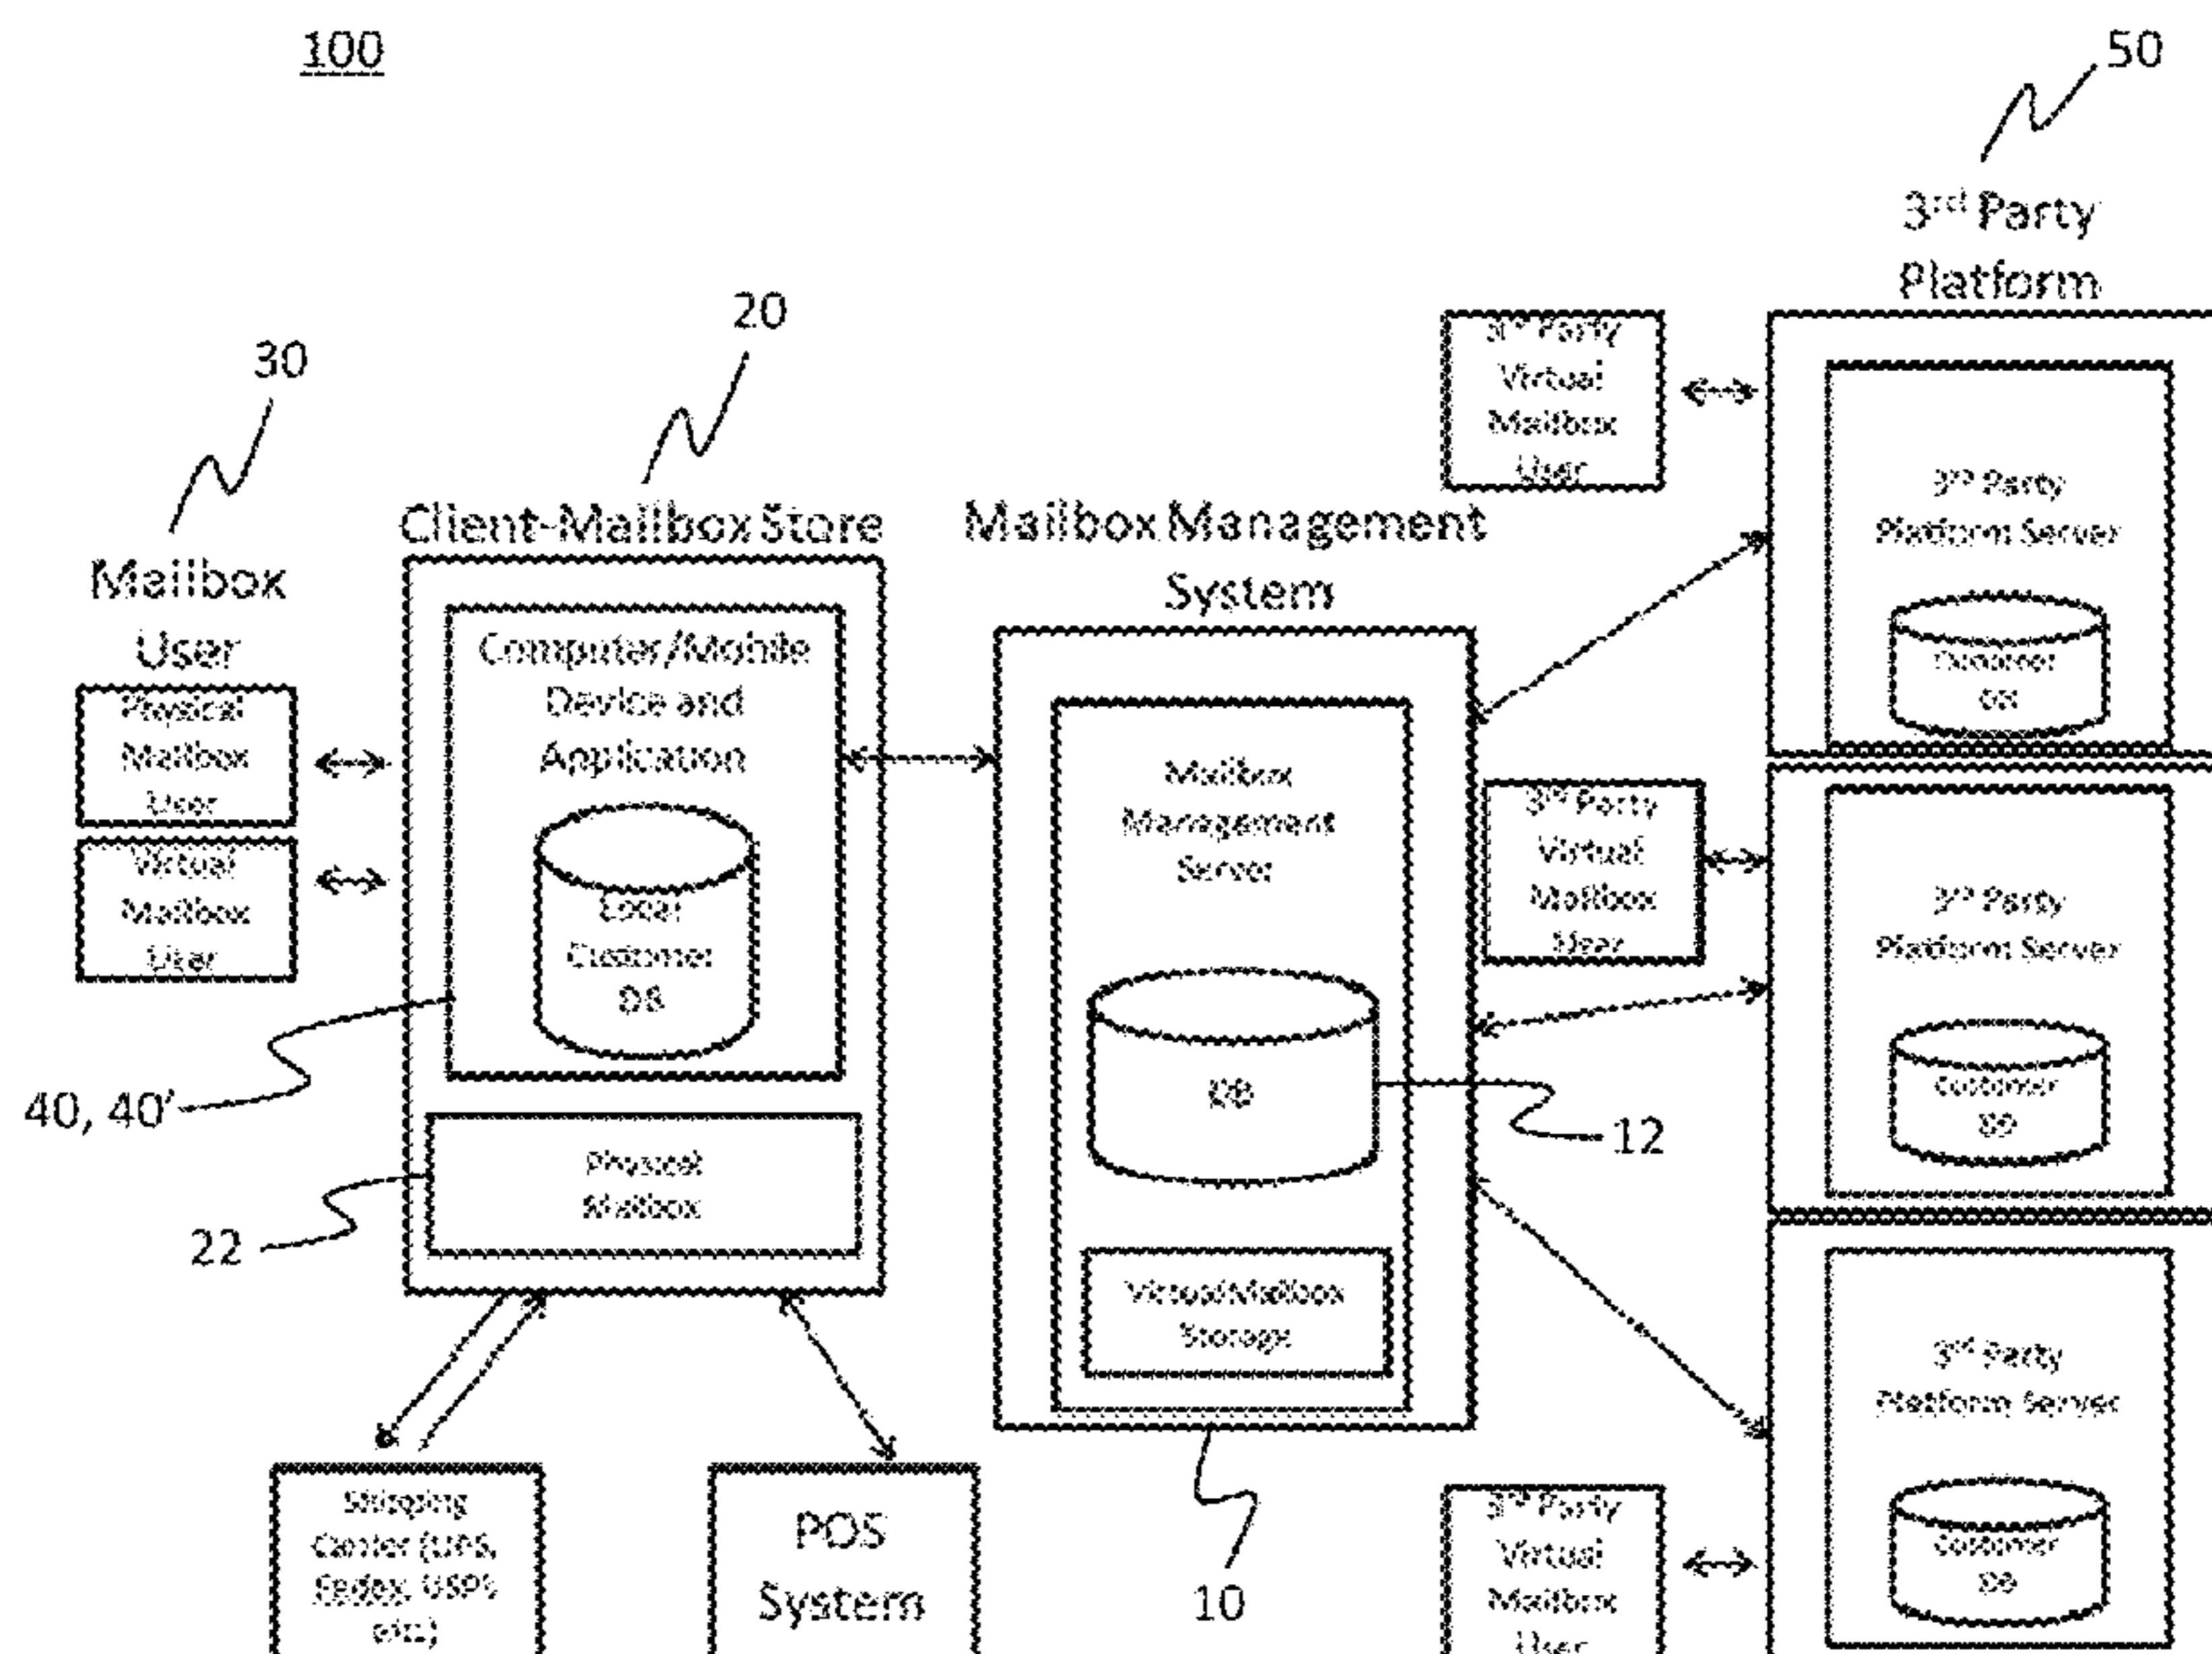 100
50
3rd Party
Platform
20
30
3rd Party
Virtual
Mailbox
User
3rd Party
Platform Server
Customer
DB
Client-Mailbox Store
Mailbox Management
System
Mailbox
User
Physical
Mailbox
User
Virtual
Mailbox
User
Computer/Mobile
Device and
Application
Local
Customer
DB
40, 40'
Physical
Mailbox
22
Mailbox
Management
Server
DB
12
Virtual Mailbox
Storage
10
3rd Party
Virtual
Mailbox
User
3rd Party
Platform Server
Customer
DB
3rd Party
Platform Server
Customer
DB
3rd Party
Virtual
Mailbox
User
Shipping
Carrier (UPS,
Fedex, USPS
etc)
POS
System